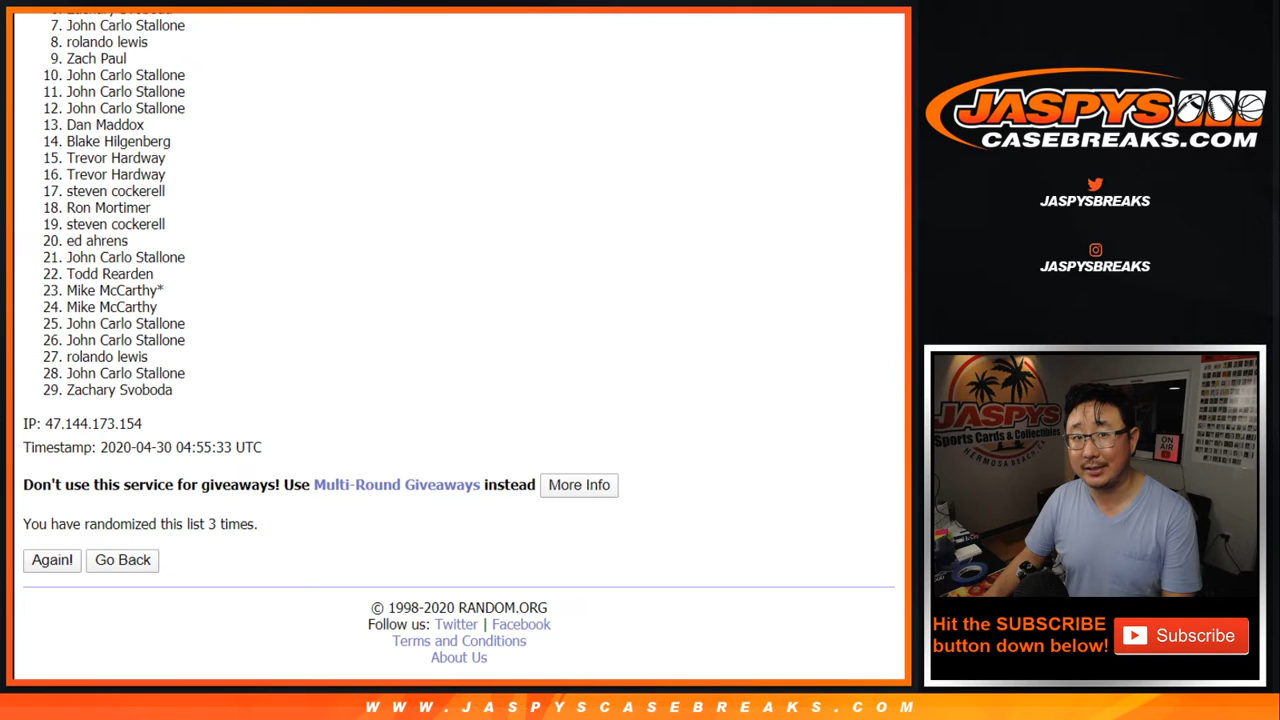 7. John Carlo Stallone
8. rolando lewis
9. Zach Paul
10. John Carlo Stallone
11. John Carlo Stallone
12. John Carlo Stallone
13. Dan Maddox
14. Blake Hilgenberg
15. Trevor Hardway
16. Trevor Hardway
17. steven cockerell
18. Ron Mortimer
19. steven cockerell
20. ed ahrens
21. John Carlo Stallone
22. Todd Rearden
23. Mike McCarthy*
24. Mike McCarthy
25. John Carlo Stallone
26. John Carlo Stallone
27. rolando lewis
28. John Carlo Stallone
29. Zachary Svoboda
IP: 47.144.173.154
Timestamp: 2020-04-30 04:55:33 UTC
Don't use this service for giveaways! Use Multi-Round Giveaways instead More Info
You have randomized this list 3 times.
Again! Go Back
© 1998-2020 RANDOM.ORG
Follow us: Twitter | Facebook
Terms and Conditions
About Us
JASPYS
CASEBREAKS.COM
JASPYSBREAKS
JASPYSBREAKS
JASPYS
Sports Cards & Collectibles
HERMOSA BEACH, CA
ON
AIR
Hit the SUBSCRIBE
button down below!
Subscribe
WWW.JASPYSCASEBREAKS.COM